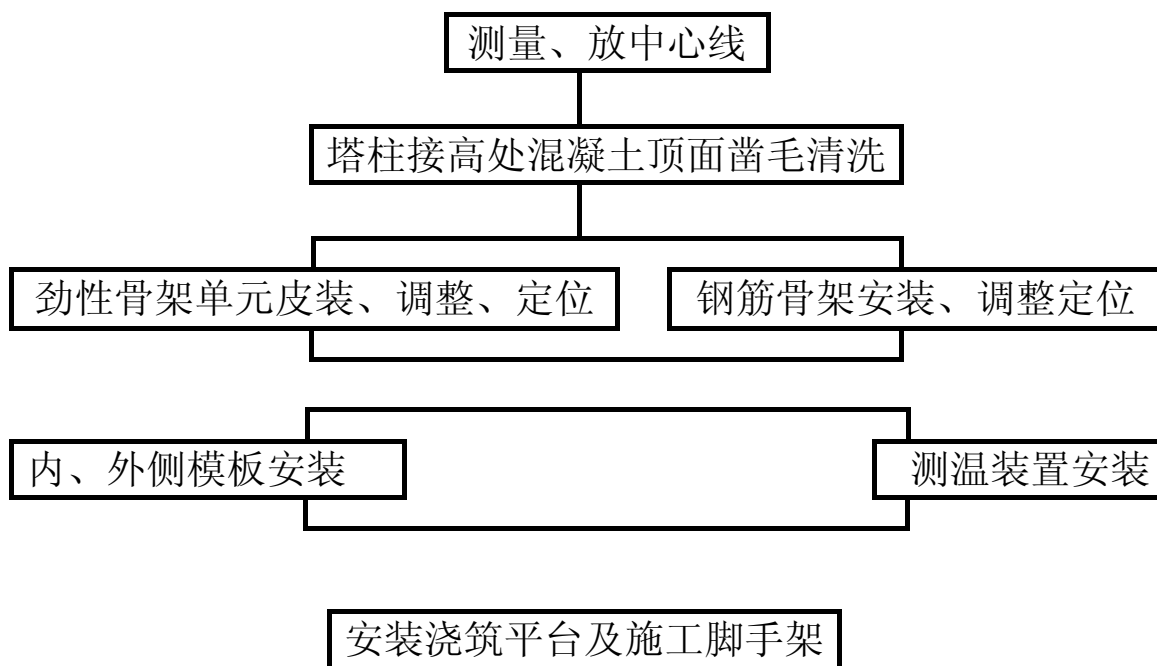 测量、放中心线
塔柱接高处混凝土顶面凿毛清洗
劲性骨架单元皮装、调整、定位
钢筋骨架安装、调整定位
内、外侧模板安装
测温装置安装
安装浇筑平台及施工脚手架